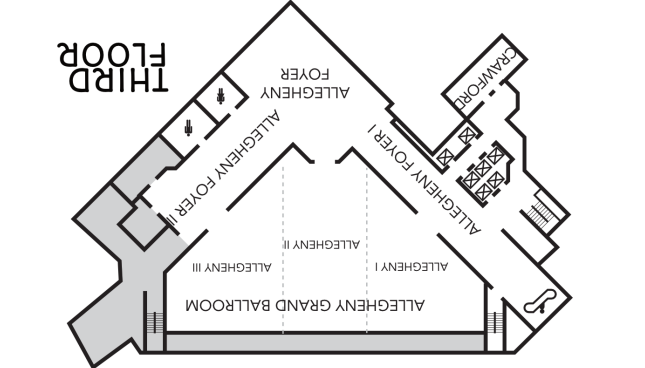 THIRD
FLOOR
CRAWFORD
ALLEGHENY
FOYER
ALLEGHENY FOYER I
ALLEGHENY FOYER II
ALLEGHENY II
ALLEGHENY I
ALLEGHENY III
ALLEGHENY GRAND BALLROOM